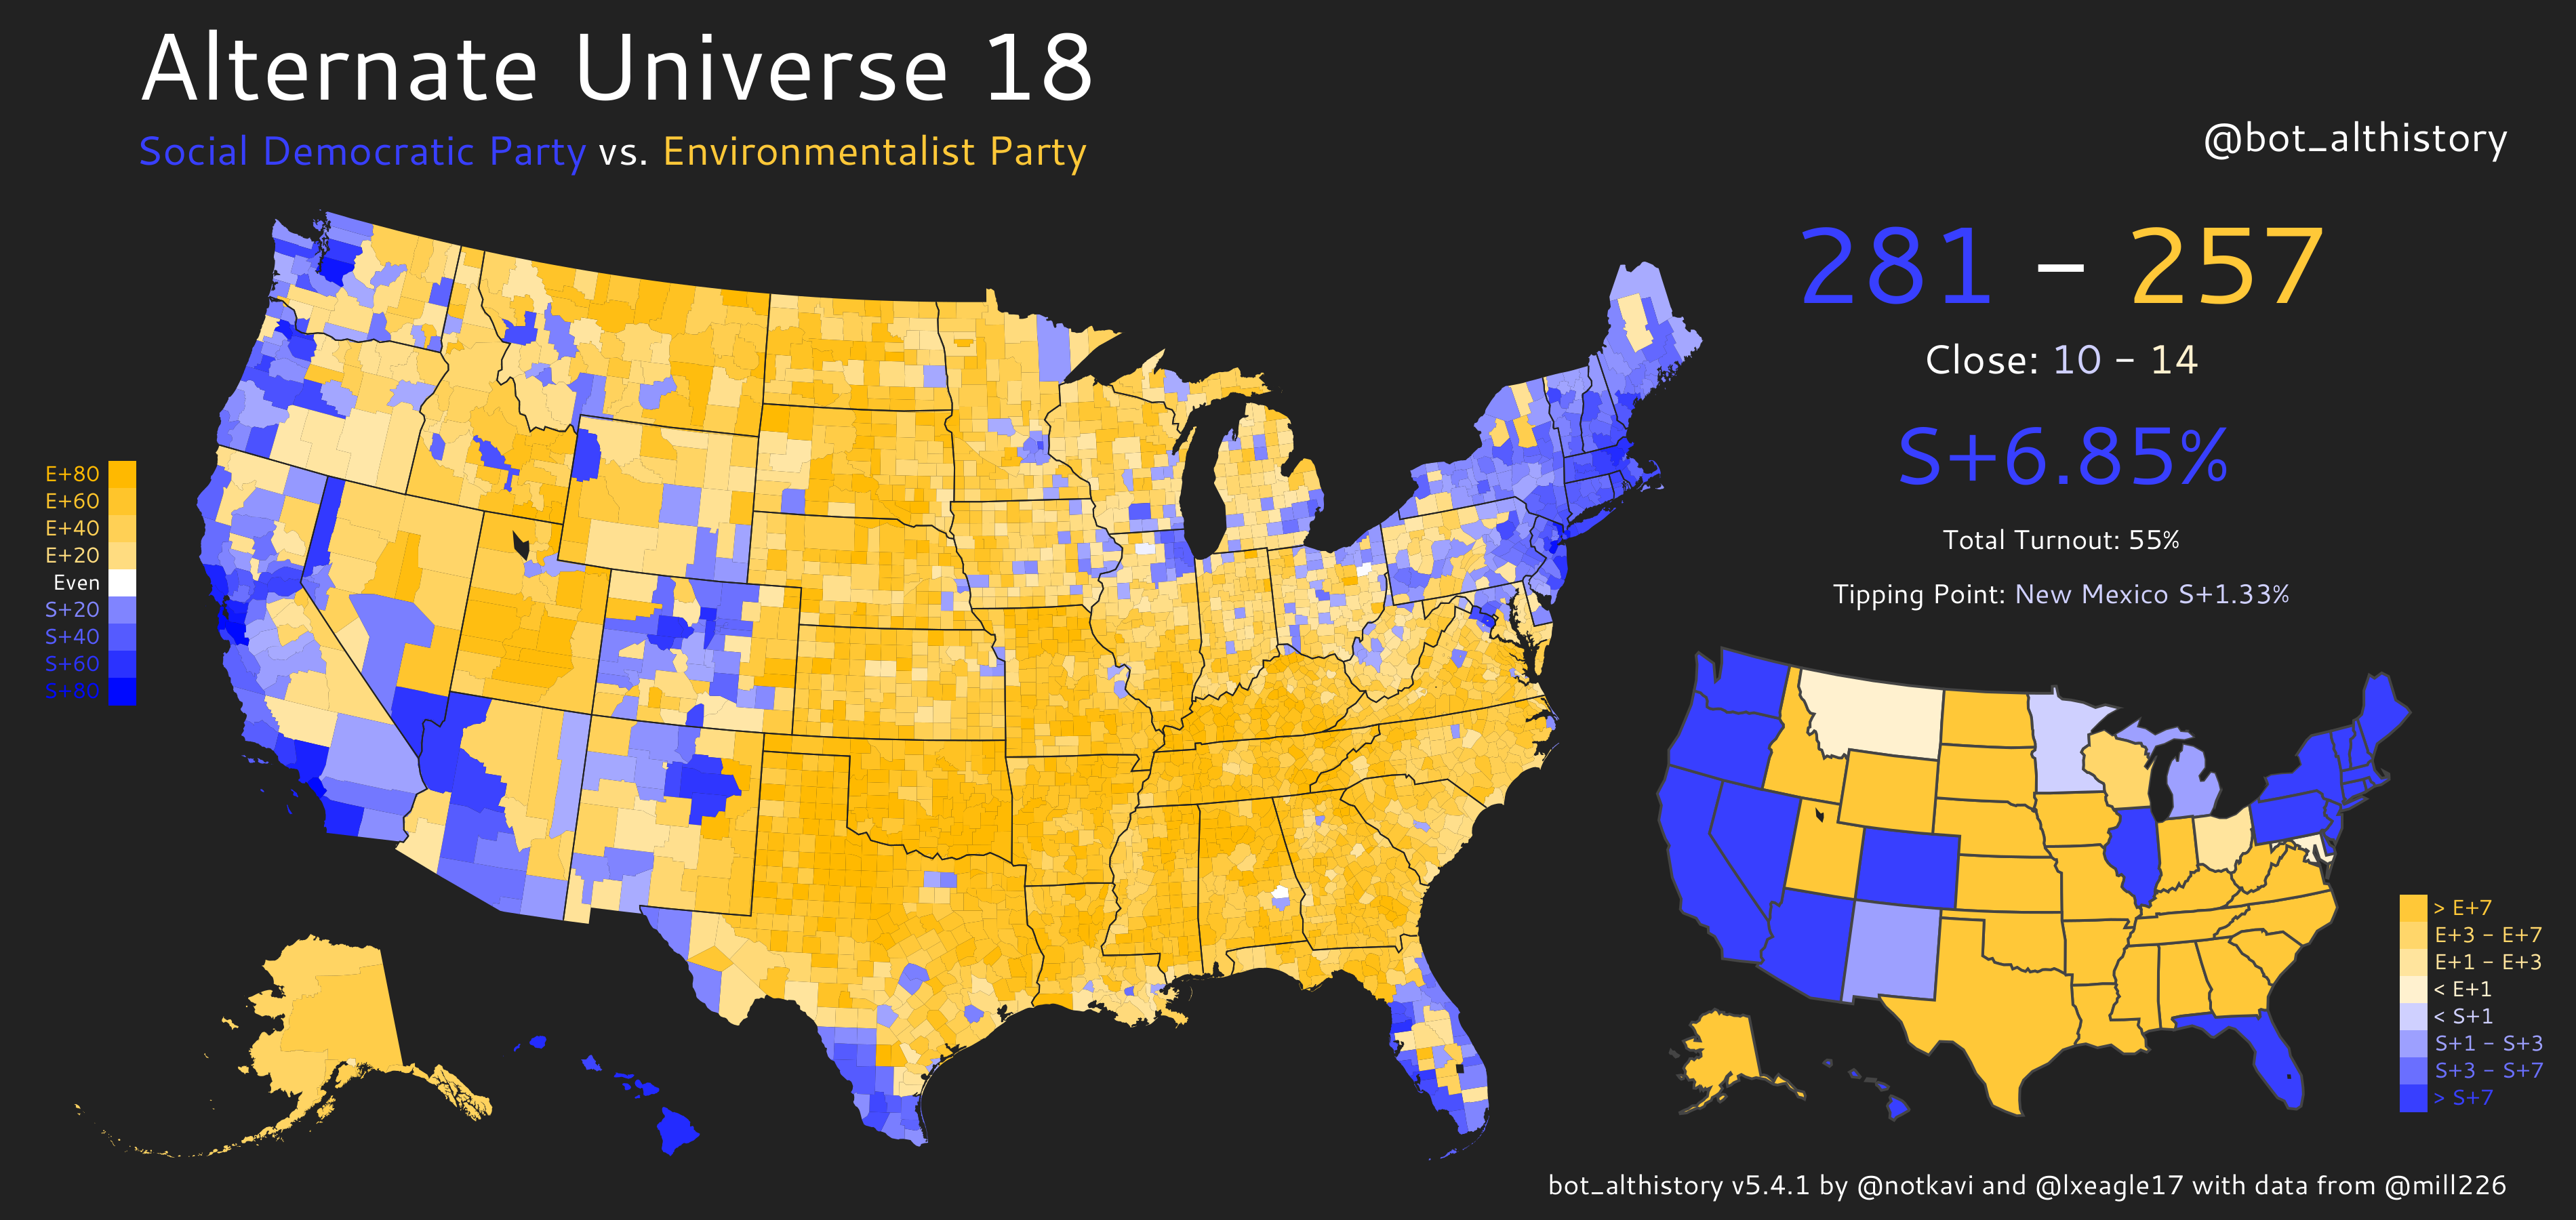 Alternate Universe 18
Social Democratic Party vs. Environmentalist Party
@bot_althistory
281 - 257
Close: 10 - 14
S+6.85%
Total Turnout: 55%
Tipping Point: New Mexico S+1.33%
E+80
E+60
E+40
E+20
Even
S+20
S+40
S+60
S+80
> E+7
E+3 - E+7
E+1 - E+3
< E+1
< S+1
S+1 - S+3
S+3 - S+7
> S+7
bot_althistory v5.4.1 by @notkavi and @lxeagle17 with data from @mill226